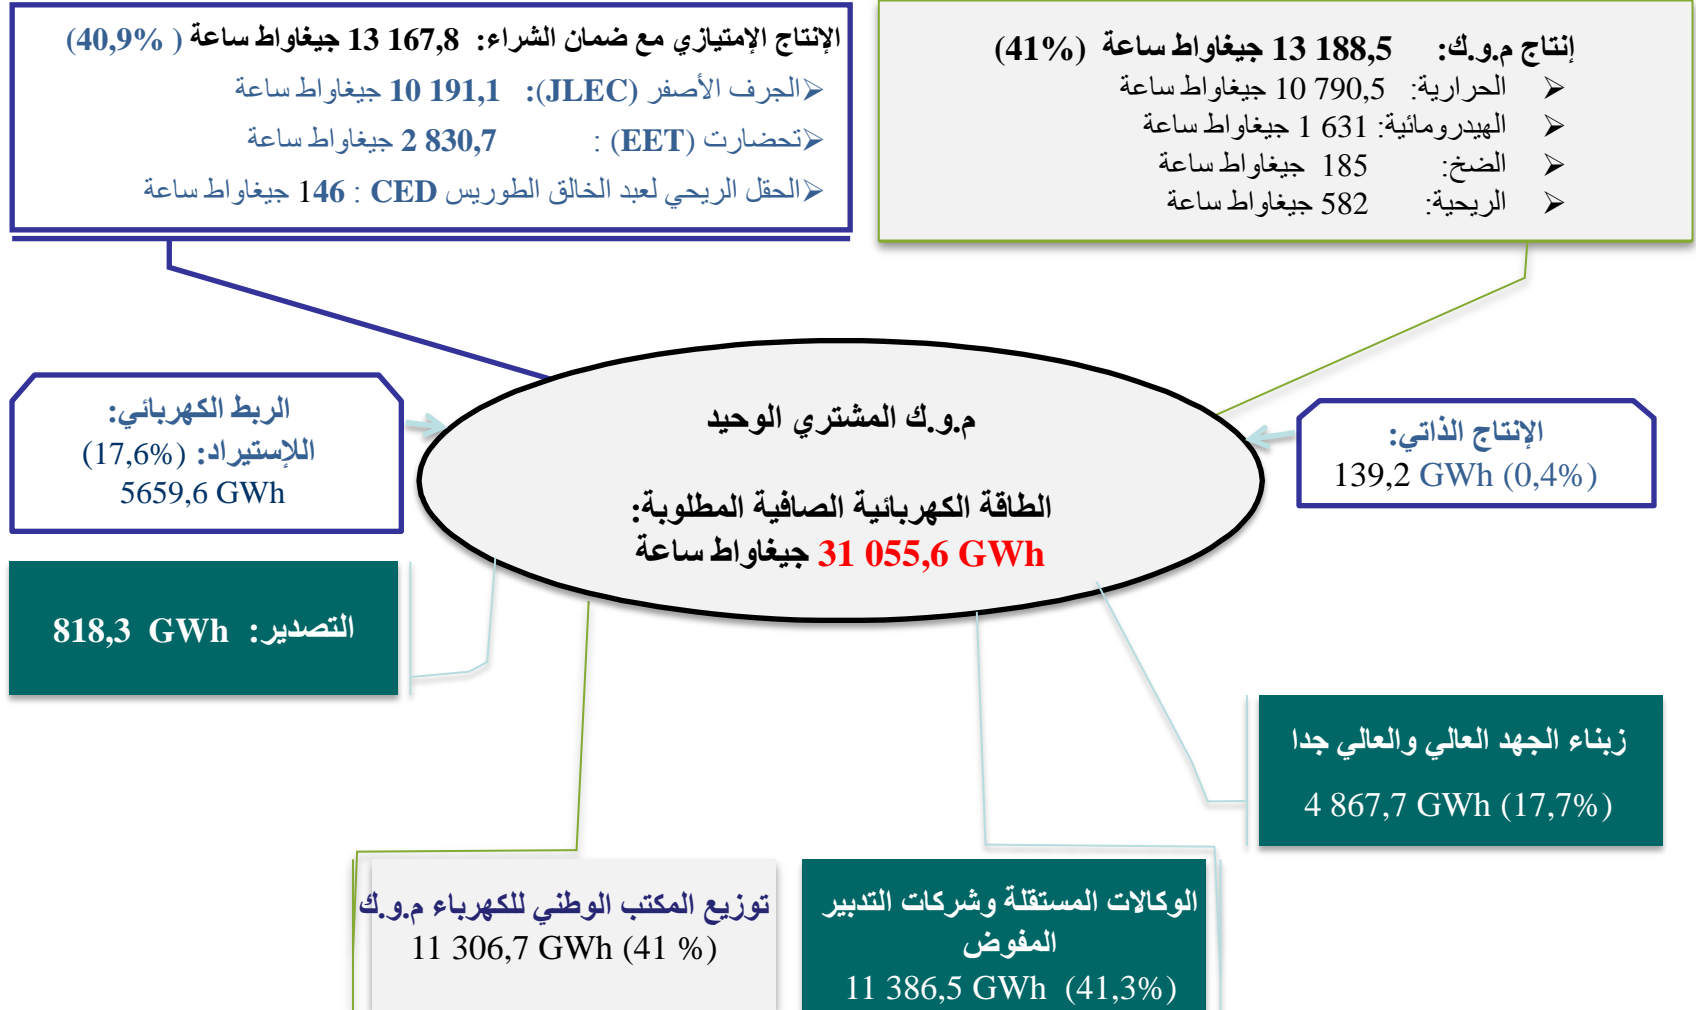 إنتاج م.و.ك: 13 188,5 جيغاواط ساعة (41%)
الحرارية: 10 790,5 جيغاواط ساعة
الهيدرومائية: 1 631 جيغاواط ساعة
الضخ: 185 جيغاواط ساعة
الريحية: 582 جيغاواط ساعة
الإنتاج الإمتيازي مع ضمان الشراء: 13 167,8 جيغاواط ساعة ( 40,9%)
الجرف الأصفر (JLEC): 10 191,1 جيغاواط ساعة
تحضارت (EET) : 2 830,7 جيغاواط ساعة
الحقل الريحي لعبد الخالق الطوريس CED : 146 جيغاواط ساعة
الإنتاج الذاتي:
139,2 GWh (0,4%)
م.و.ك المشتري الوحيد
الطاقة الكهربائية الصافية المطلوبة:
31 055,6 GWh جيغاواط ساعة
الربط الكهربائي:
اللإستيراد: (17,6%)
5659,6 GWh
التصدير: 818,3 GWh
زبناء الجهد العالي والعالي جدا
4 867,7 GWh (17,7%)
الوكالات المستقلة وشركات التدبير
المفوض
11 386,5 GWh (41,3%)
توزيع المكتب الوطني للكهرباء م.و.ك
11 306,7 GWh (41 %)